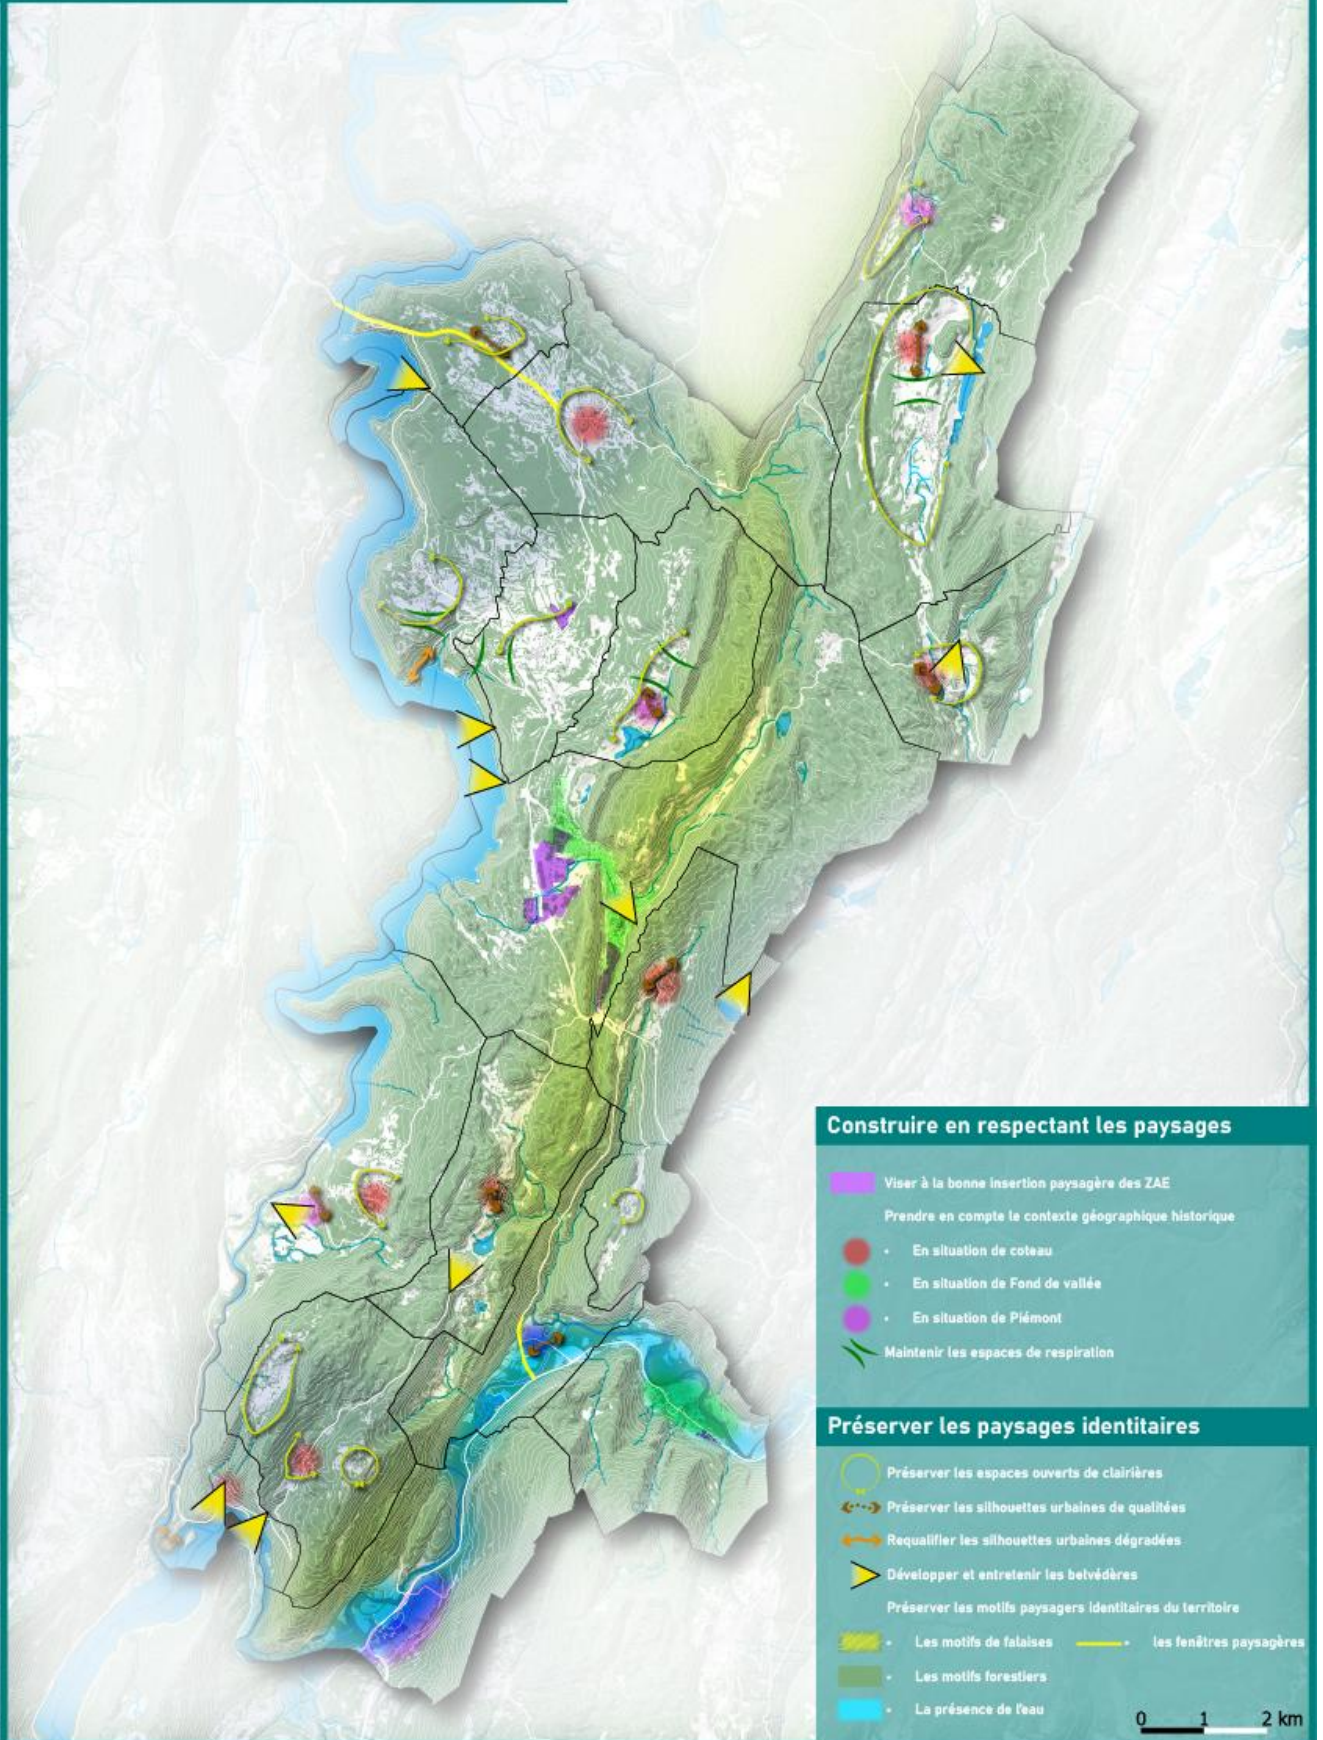 Construire en respectant les paysages
Viser à la bonne insertion paysagère des ZAE
Prendre en compte le contexte géographique historique
• En situation de coteau
• En situation de Fond de vallée
• En situation de Piémont
Maintenir les espaces de respiration
Préserver les paysages identitaires
Préserver les espaces ouverts de clairières
Préserver les silhouettes urbaines de qualitées
Requalifier les silhouettes urbaines dégradées
Développer et entretenir les belvédères
Préserver les motifs paysagers identitaires du territoire
• Les motifs de falaises • les fenêtres paysagères
• Les motifs forestiers
• La présence de l'eau
0 1 2 km